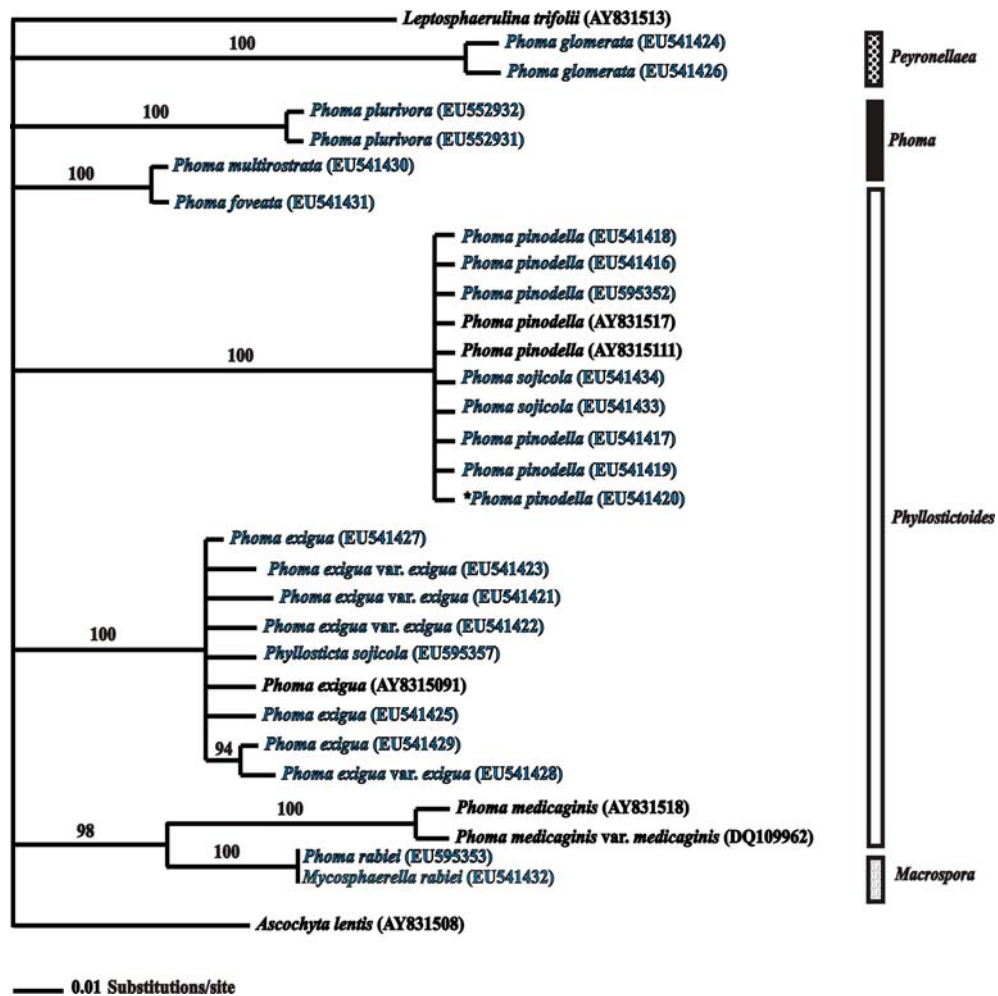 Leptosphaerulina trifolii (AY831513)
100
Phoma glomerata (EU541424)
Phoma glomerata (EU541426)
Peyronellaea
100
Phoma plurivora (EU552932)
Phoma plurivora (EU552931)
Phoma
100
Phoma multirostrata (EU541430)
Phoma foveata (EU541431)
Phoma pinodella (EU541418)
Phoma pinodella (EU541416)
Phoma pinodella (EU595352)
Phoma pinodella (AY831517)
100
Phoma pinodella (AY8315111)
Phoma sojicola (EU541434)
Phoma sojicola (EU541433)
Phoma pinodella (EU541417)
Phoma pinodella (EU541419)
*Phoma pinodella (EU541420)
Phyllostictoides
Phoma exigua (EU541427)
Phoma exigua var. exigua (EU541423)
Phoma exigua var. exigua (EU541421)
Phoma exigua var. exigua (EU541422)
100
Phyllosticta sojicola (EU595357)
Phoma exigua (AY8315091)
Phoma exigua (EU541425)
94
Phoma exigua (EU541429)
Phoma exigua var. exigua (EU541428)
98
100
Phoma medicaginis (AY831518)
Phoma medicaginis var. medicaginis (DQ109962)
100
Phoma rabiei (EU595353)
Mycosphaerella rabiei (EU541432)
Macrospora
Ascochyta lentis (AY831508)
0.01 Substitutions/site